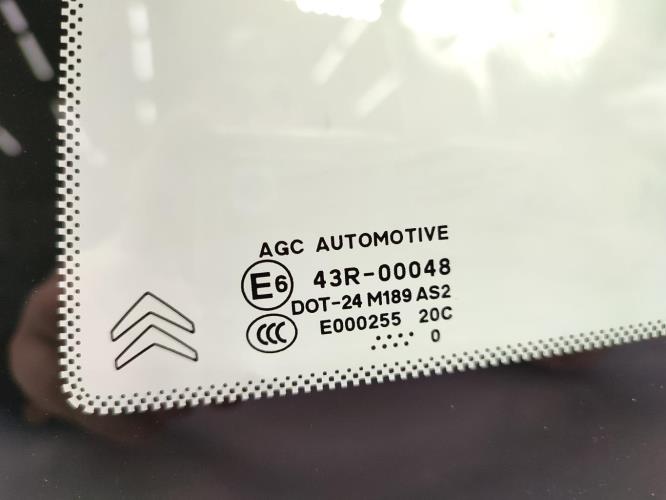 AGC AUTOMOTIVE
E6 43R-00048
DOT-24 M189 AS2
CCC E000255 20C
0